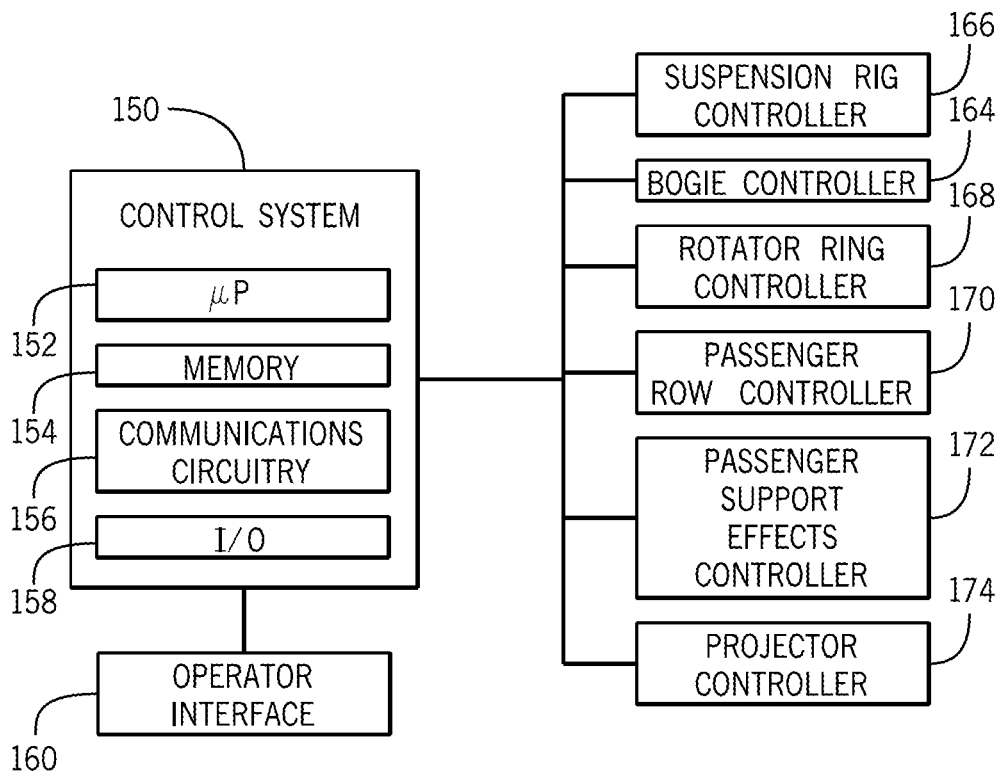 150
CONTROL SYSTEM
μP
152
MEMORY
154
COMMUNICATIONS
CIRCUITRY
156
I/O
158
OPERATOR
INTERFACE
160
166
SUSPENSION RIG
CONTROLLER
164
BOGIE CONTROLLER
168
ROTATOR RING
CONTROLLER
170
PASSENGER
ROW CONTROLLER
172
PASSENGER
SUPPORT
EFFECTS
CONTROLLER
174
PROJECTOR
CONTROLLER